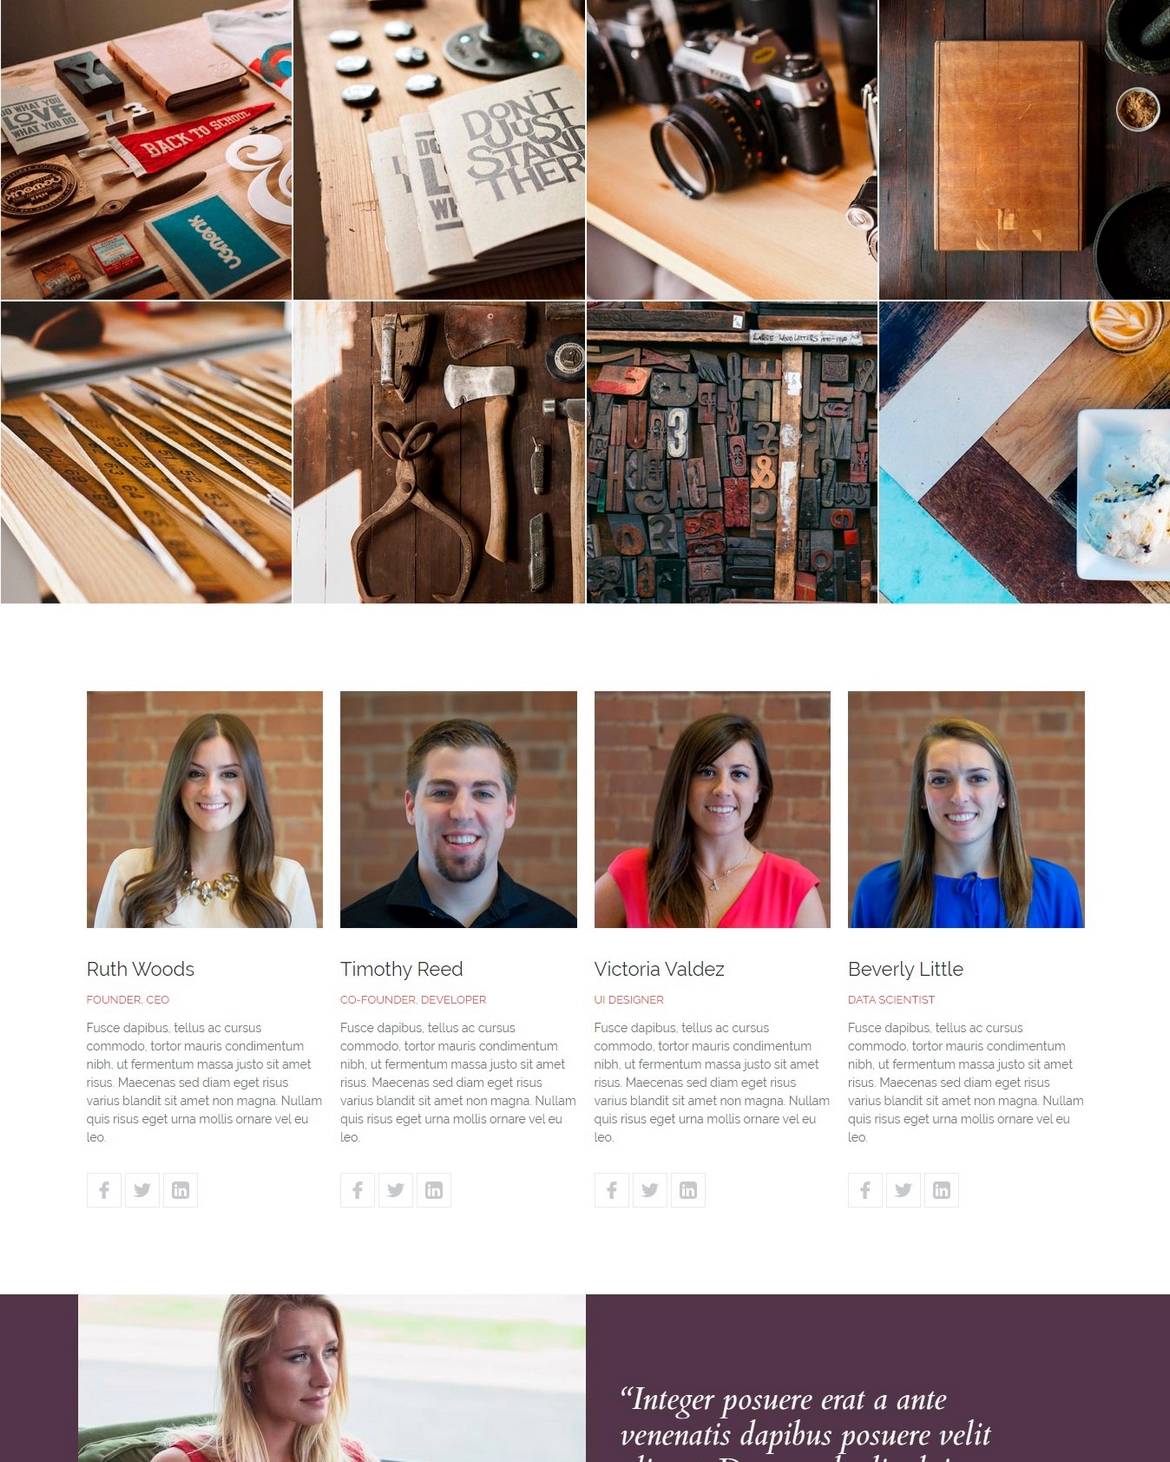 DO WHAT YOU
LOVE
WHAT YOU DO
Y
13
BACK TO SCHOOL
UGMONK
DON'T
JUST
STAND
THERE
LARGE WOOD LETTERS
3
&
Ruth Woods
FOUNDER, CEO
Fusce dapibus, tellus ac cursus
commodo, tortor mauris condimentum
nibh, ut fermentum massa justo sit amet
risus. Maecenas sed diam eget risus
varius blandit sit amet non magna. Nullam
quis risus eget urna mollis ornare vel eu
leo.
Timothy Reed
CO-FOUNDER, DEVELOPER
Fusce dapibus, tellus ac cursus
commodo, tortor mauris condimentum
nibh, ut fermentum massa justo sit amet
risus. Maecenas sed diam eget risus
varius blandit sit amet non magna. Nullam
quis risus eget urna mollis ornare vel eu
leo.
Victoria Valdez
UI DESIGNER
Fusce dapibus, tellus ac cursus
commodo, tortor mauris condimentum
nibh, ut fermentum massa justo sit amet
risus. Maecenas sed diam eget risus
varius blandit sit amet non magna. Nullam
quis risus eget urna mollis ornare vel eu
leo.
Beverly Little
DATA SCIENTIST
Fusce dapibus, tellus ac cursus
commodo, tortor mauris condimentum
nibh, ut fermentum massa justo sit amet
risus. Maecenas sed diam eget risus
varius blandit sit amet non magna. Nullam
quis risus eget urna mollis ornare vel eu
leo.
“Integer posuere erat a ante
venenatis dapibus posuere velit